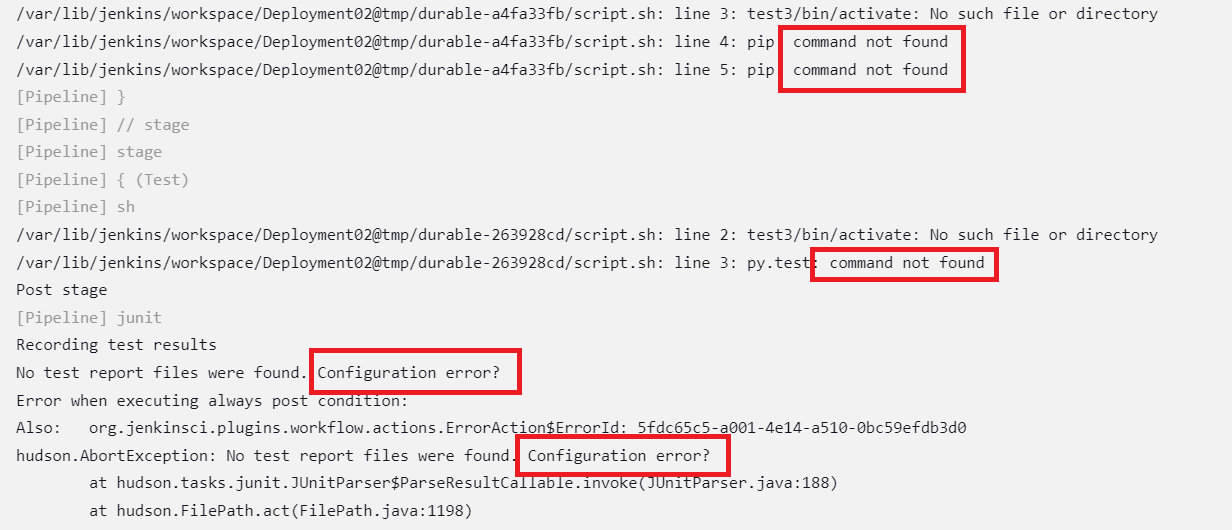 /var/lib/jenkins/workspace/Deployment02@tmp/durable-a4fa33fb/script.sh: line 3: test3/bin/activate: No such file or directory
/var/lib/jenkins/workspace/Deployment02@tmp/durable-a4fa33fb/script.sh: line 4: pip: command not found
/var/lib/jenkins/workspace/Deployment02@tmp/durable-a4fa33fb/script.sh: line 5: pip: command not found
[Pipeline] }
[Pipeline] // stage
[Pipeline] stage
[Pipeline] { (Test)
[Pipeline] sh
/var/lib/jenkins/workspace/Deployment02@tmp/durable-263928cd/script.sh: line 2: test3/bin/activate: No such file or directory
/var/lib/jenkins/workspace/Deployment02@tmp/durable-263928cd/script.sh: line 3: py.test: command not found
Post stage
[Pipeline] junit
Recording test results
No test report files were found. Configuration error?
Error when executing always post condition:
Also:   org.jenkinsci.plugins.workflow.actions.ErrorAction$ErrorId: 5fdc65c5-a001-4e14-a510-0bc59efdb3d0
hudson.AbortException: No test report files were found. Configuration error?
at hudson.tasks.junit.JUnitParser$ParseResultCallable.invoke(JUnitParser.java:188)
at hudson.FilePath.act(FilePath.java:1198)